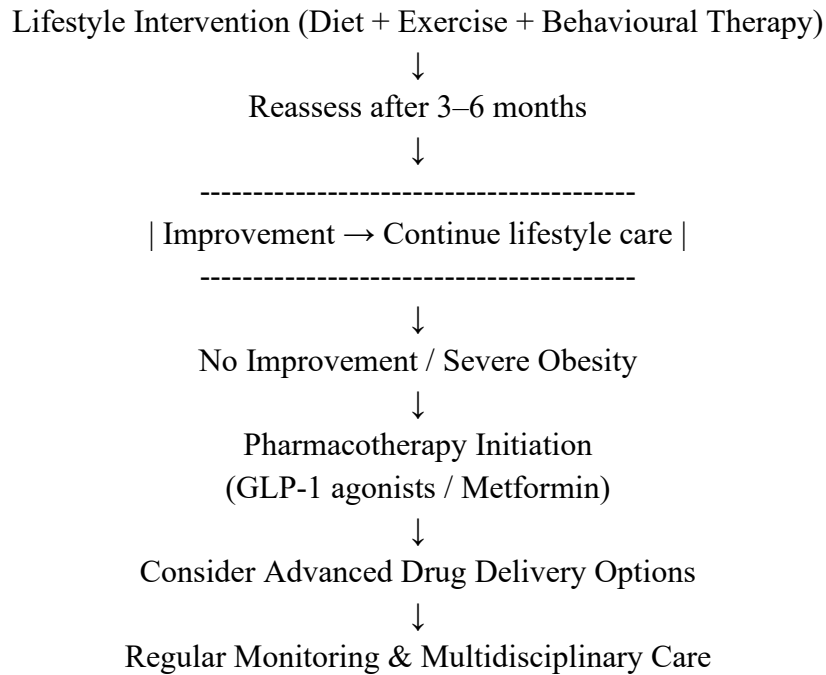 Lifestyle Intervention (Diet + Exercise + Behavioural Therapy)
↓
Reassess after 3–6 months
↓
-----------------------------------------
| Improvement → Continue lifestyle care |
-----------------------------------------
↓
No Improvement / Severe Obesity
↓
Pharmacotherapy Initiation
(GLP-1 agonists / Metformin)
↓
Consider Advanced Drug Delivery Options
↓
Regular Monitoring & Multidisciplinary Care